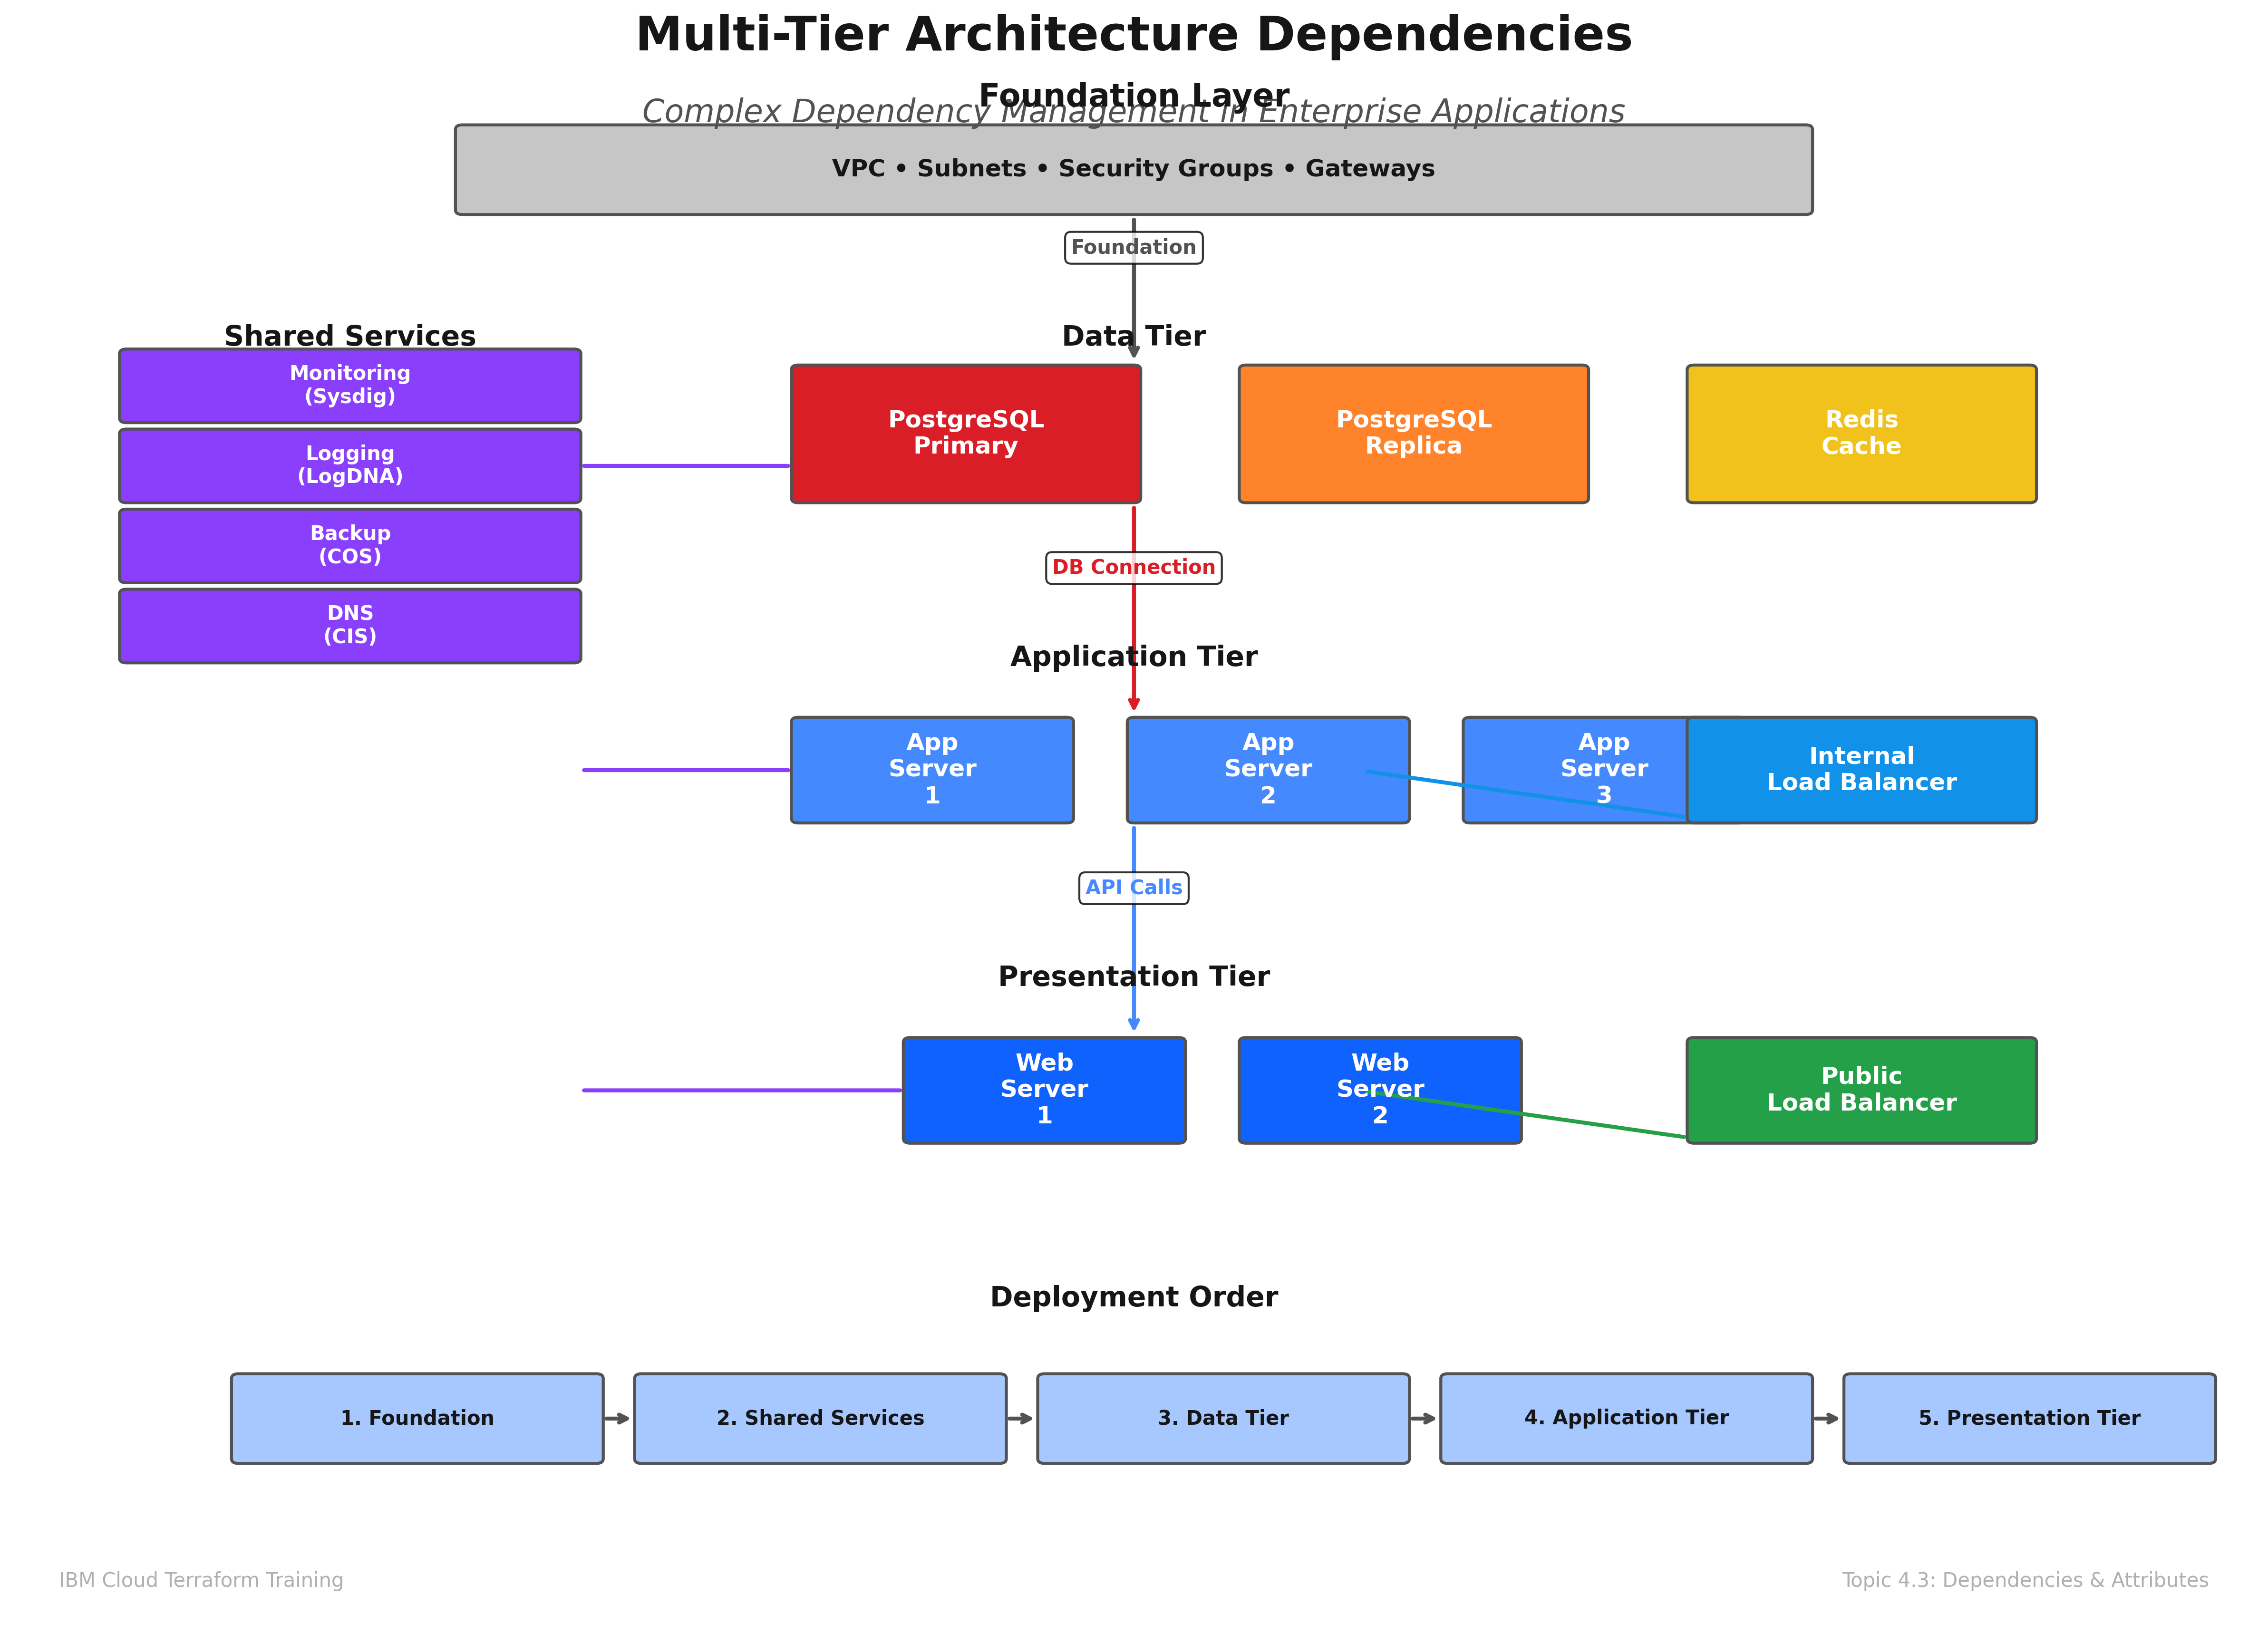 Multi-Tier Architecture Dependencies
Foundation Layer
Complex Dependency Management in Enterprise Applications
VPC • Subnets • Security Groups • Gateways
Foundation
Shared Services
Monitoring
(Sysdig)
Logging
(LogDNA)
Backup
(COS)
DNS
(CIS)
Data Tier
PostgreSQL
Primary
PostgreSQL
Replica
Redis
Cache
DB Connection
Application Tier
App
Server
1
App
Server
2
App
Server
3
Internal
Load Balancer
API Calls
Presentation Tier
Web
Server
1
Web
Server
2
Public
Load Balancer
Deployment Order
1. Foundation
2. Shared Services
3. Data Tier
4. Application Tier
5. Presentation Tier
IBM Cloud Terraform Training
Topic 4.3: Dependencies & Attributes